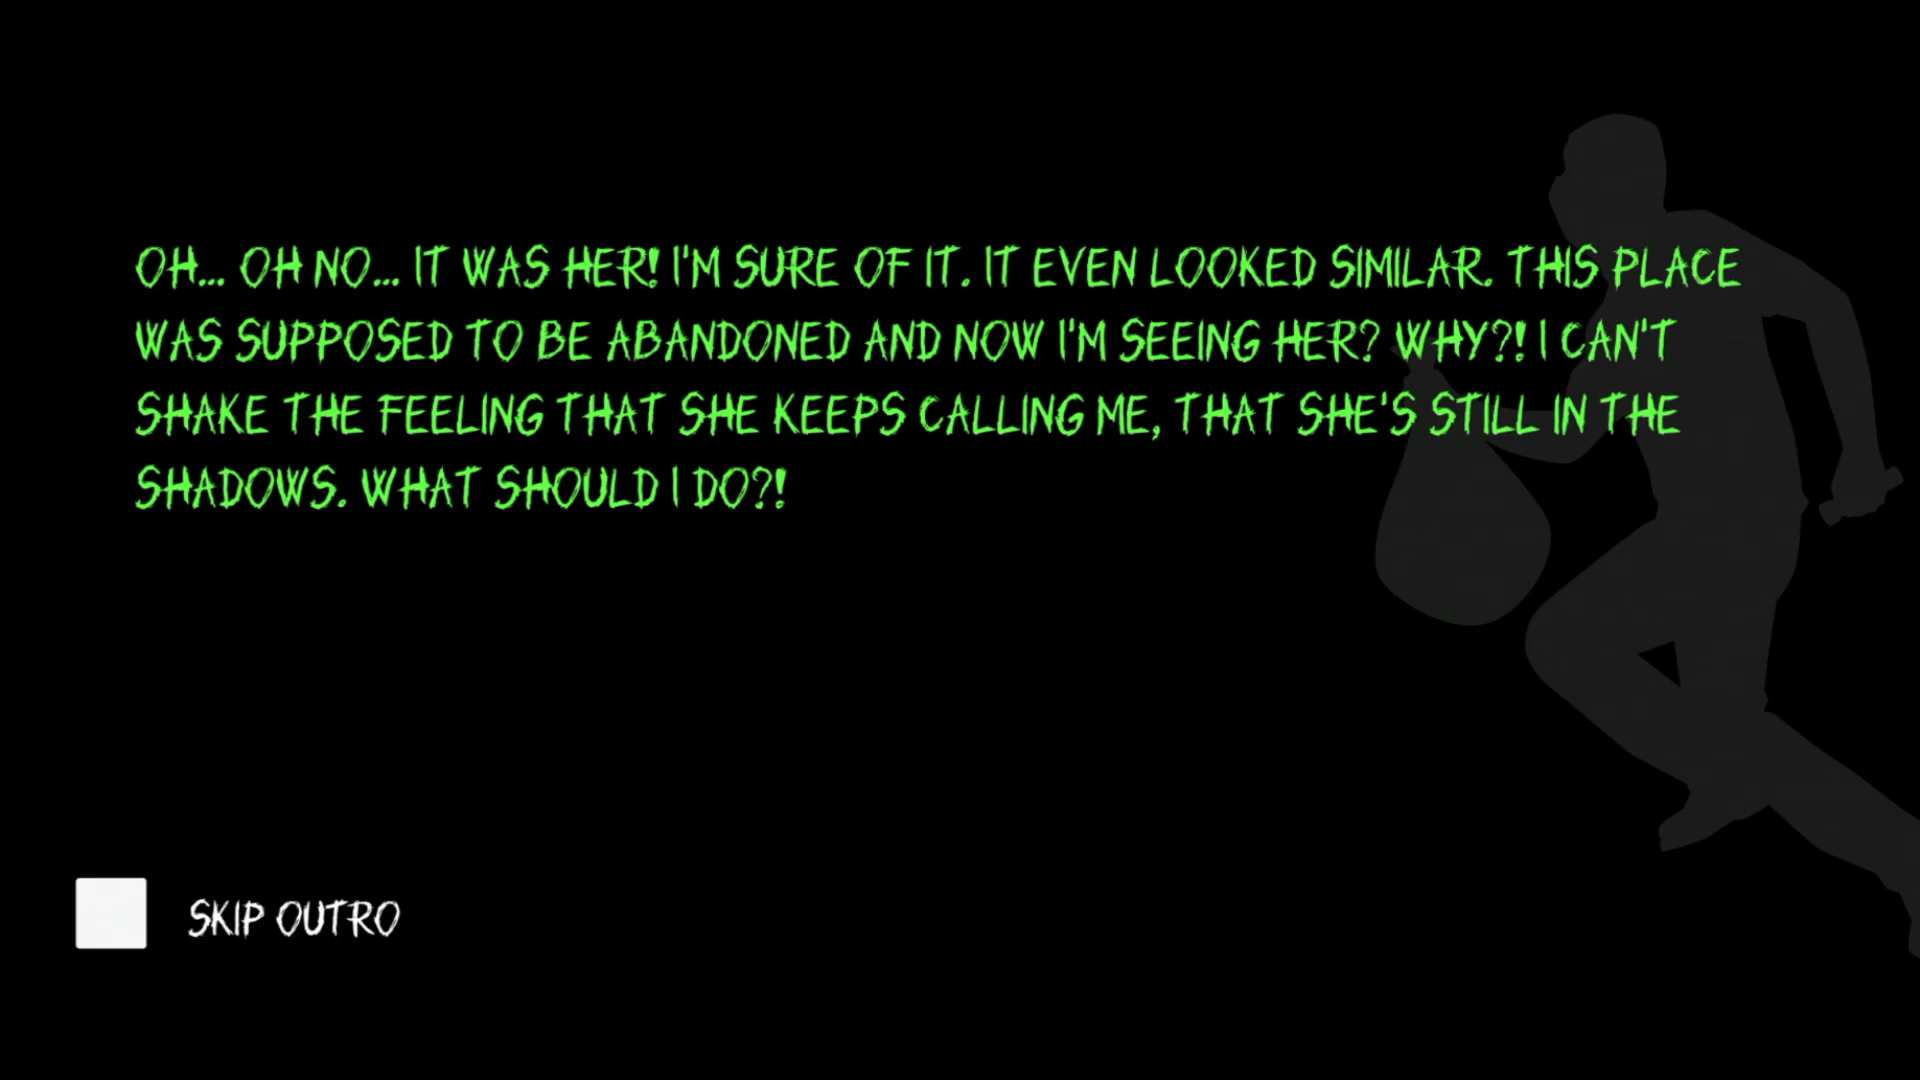 OH... OH NO... IT WAS HER! I'M SURE OF IT. IT EVEN LOOKED SIMILAR. THIS PLACE
WAS SUPPOSED TO BE ABANDONED AND NOW I'M SEEING HER? WHY?! I CAN'T
SHAKE THE FEELING THAT SHE KEEPS CALLING ME, THAT SHE'S STILL IN THE
SHADOWS. WHAT SHOULD I DO?!
SKIP OUTRO